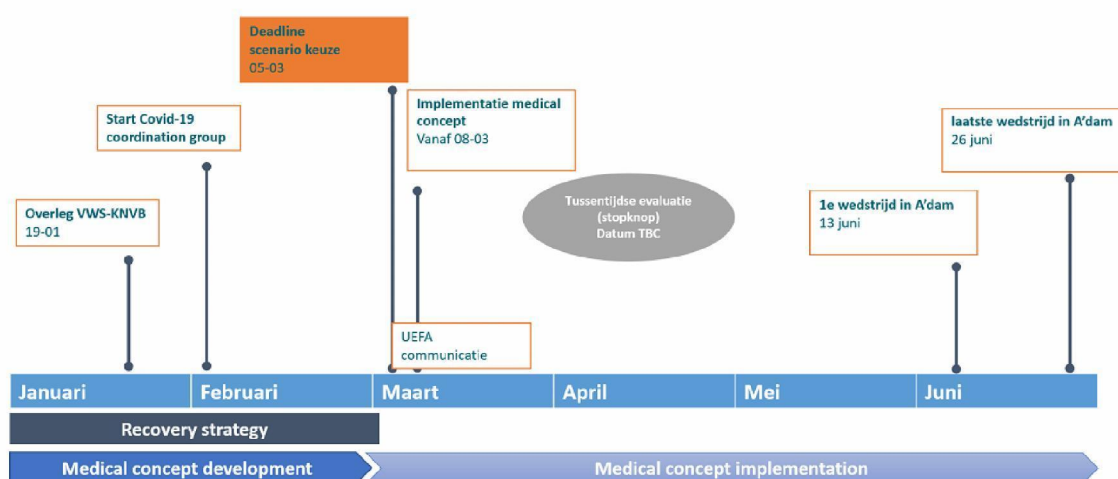 Deadline
scenario keuze
05-03
Implementatie medical
concept
Vanaf 08-03
Start Covid-19
coordination group
laatste wedstrijd in A'dam
26 juni
Tussentijdse evaluatie
(stopknop)
Datum TBC
Overleg VWS-KNVB
19-01
1e wedstrijd in A'dam
13 juni
UEFA
communicatie
Januari Februari Maart April Mei Juni
Recovery strategy
Medical concept development Medical concept implementation